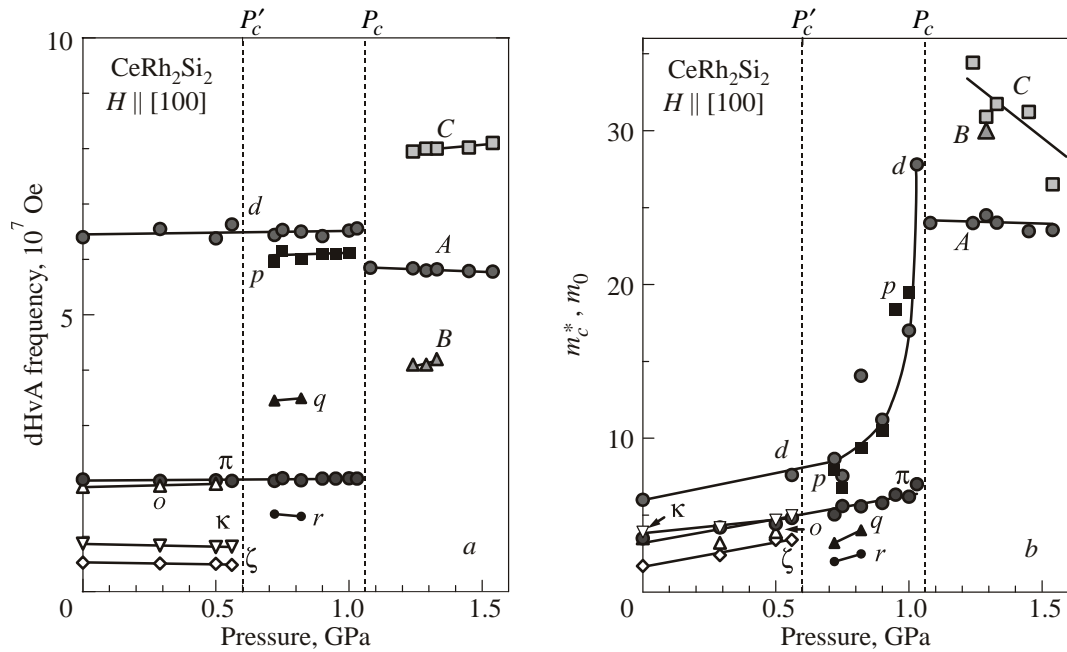 P′c Pc
10
CeRh2Si2
H || [100]
C
d
p
A
5
B
q
π
o
r
κ
ζ
a
0 0.5 1.0 1.5
Pressure, GPa
dHvA frequency, 10^7 Oe
P′c Pc
CeRh2Si2
H || [100]
C
30
B
d
A
20
p
10
d
p
π
κ
o
q
ζ
r
b
0 0.5 1.0 1.5
Pressure, GPa
m*c, m0